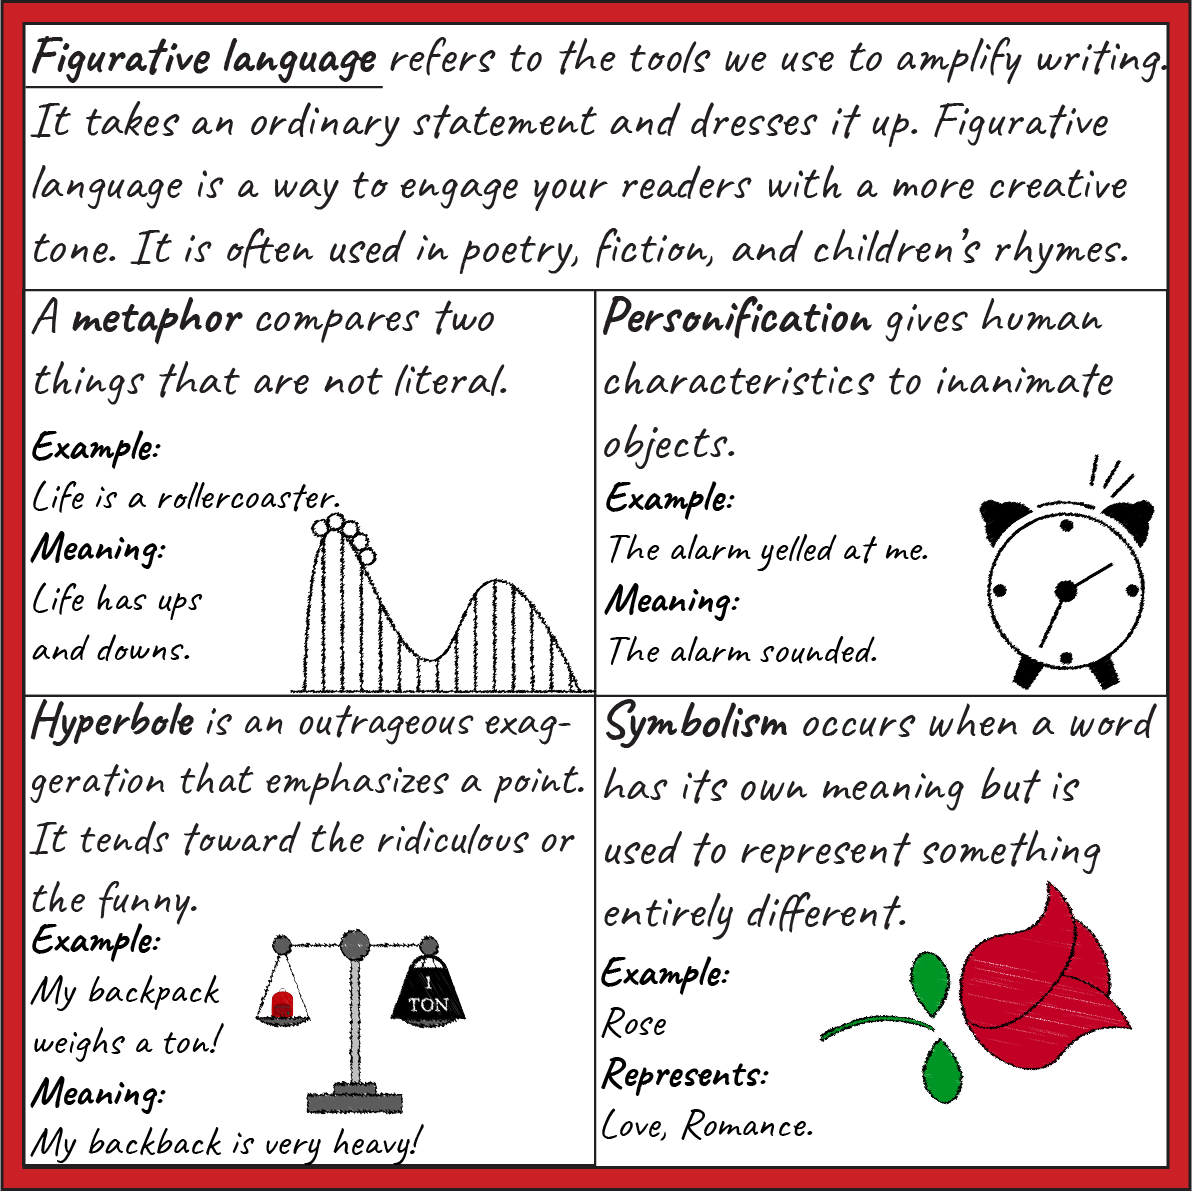 Figurative language refers to the tools we use to amplify writing.
It takes an ordinary statement and dresses it up. Figurative
language is a way to engage your readers with a more creative
tone. It is often used in poetry, fiction, and children's rhymes.
A metaphor compares two
things that are not literal.
Example:
Life is a rollercoaster.
Meaning:
Life has ups
and downs.
Personification gives human
characteristics to inanimate
objects.
Example:
The alarm yelled at me.
Meaning:
The alarm sounded.
Hyperbole is an outrageous exag-
geration that emphasizes a point.
It tends toward the ridiculous or
the funny.
Example:
My backpack
weighs a ton!
Meaning:
My backback is very heavy!
1
TON
Symbolism occurs when a word
has its own meaning but is
used to represent something
entirely different.
Example:
Rose
Represents:
Love, Romance.